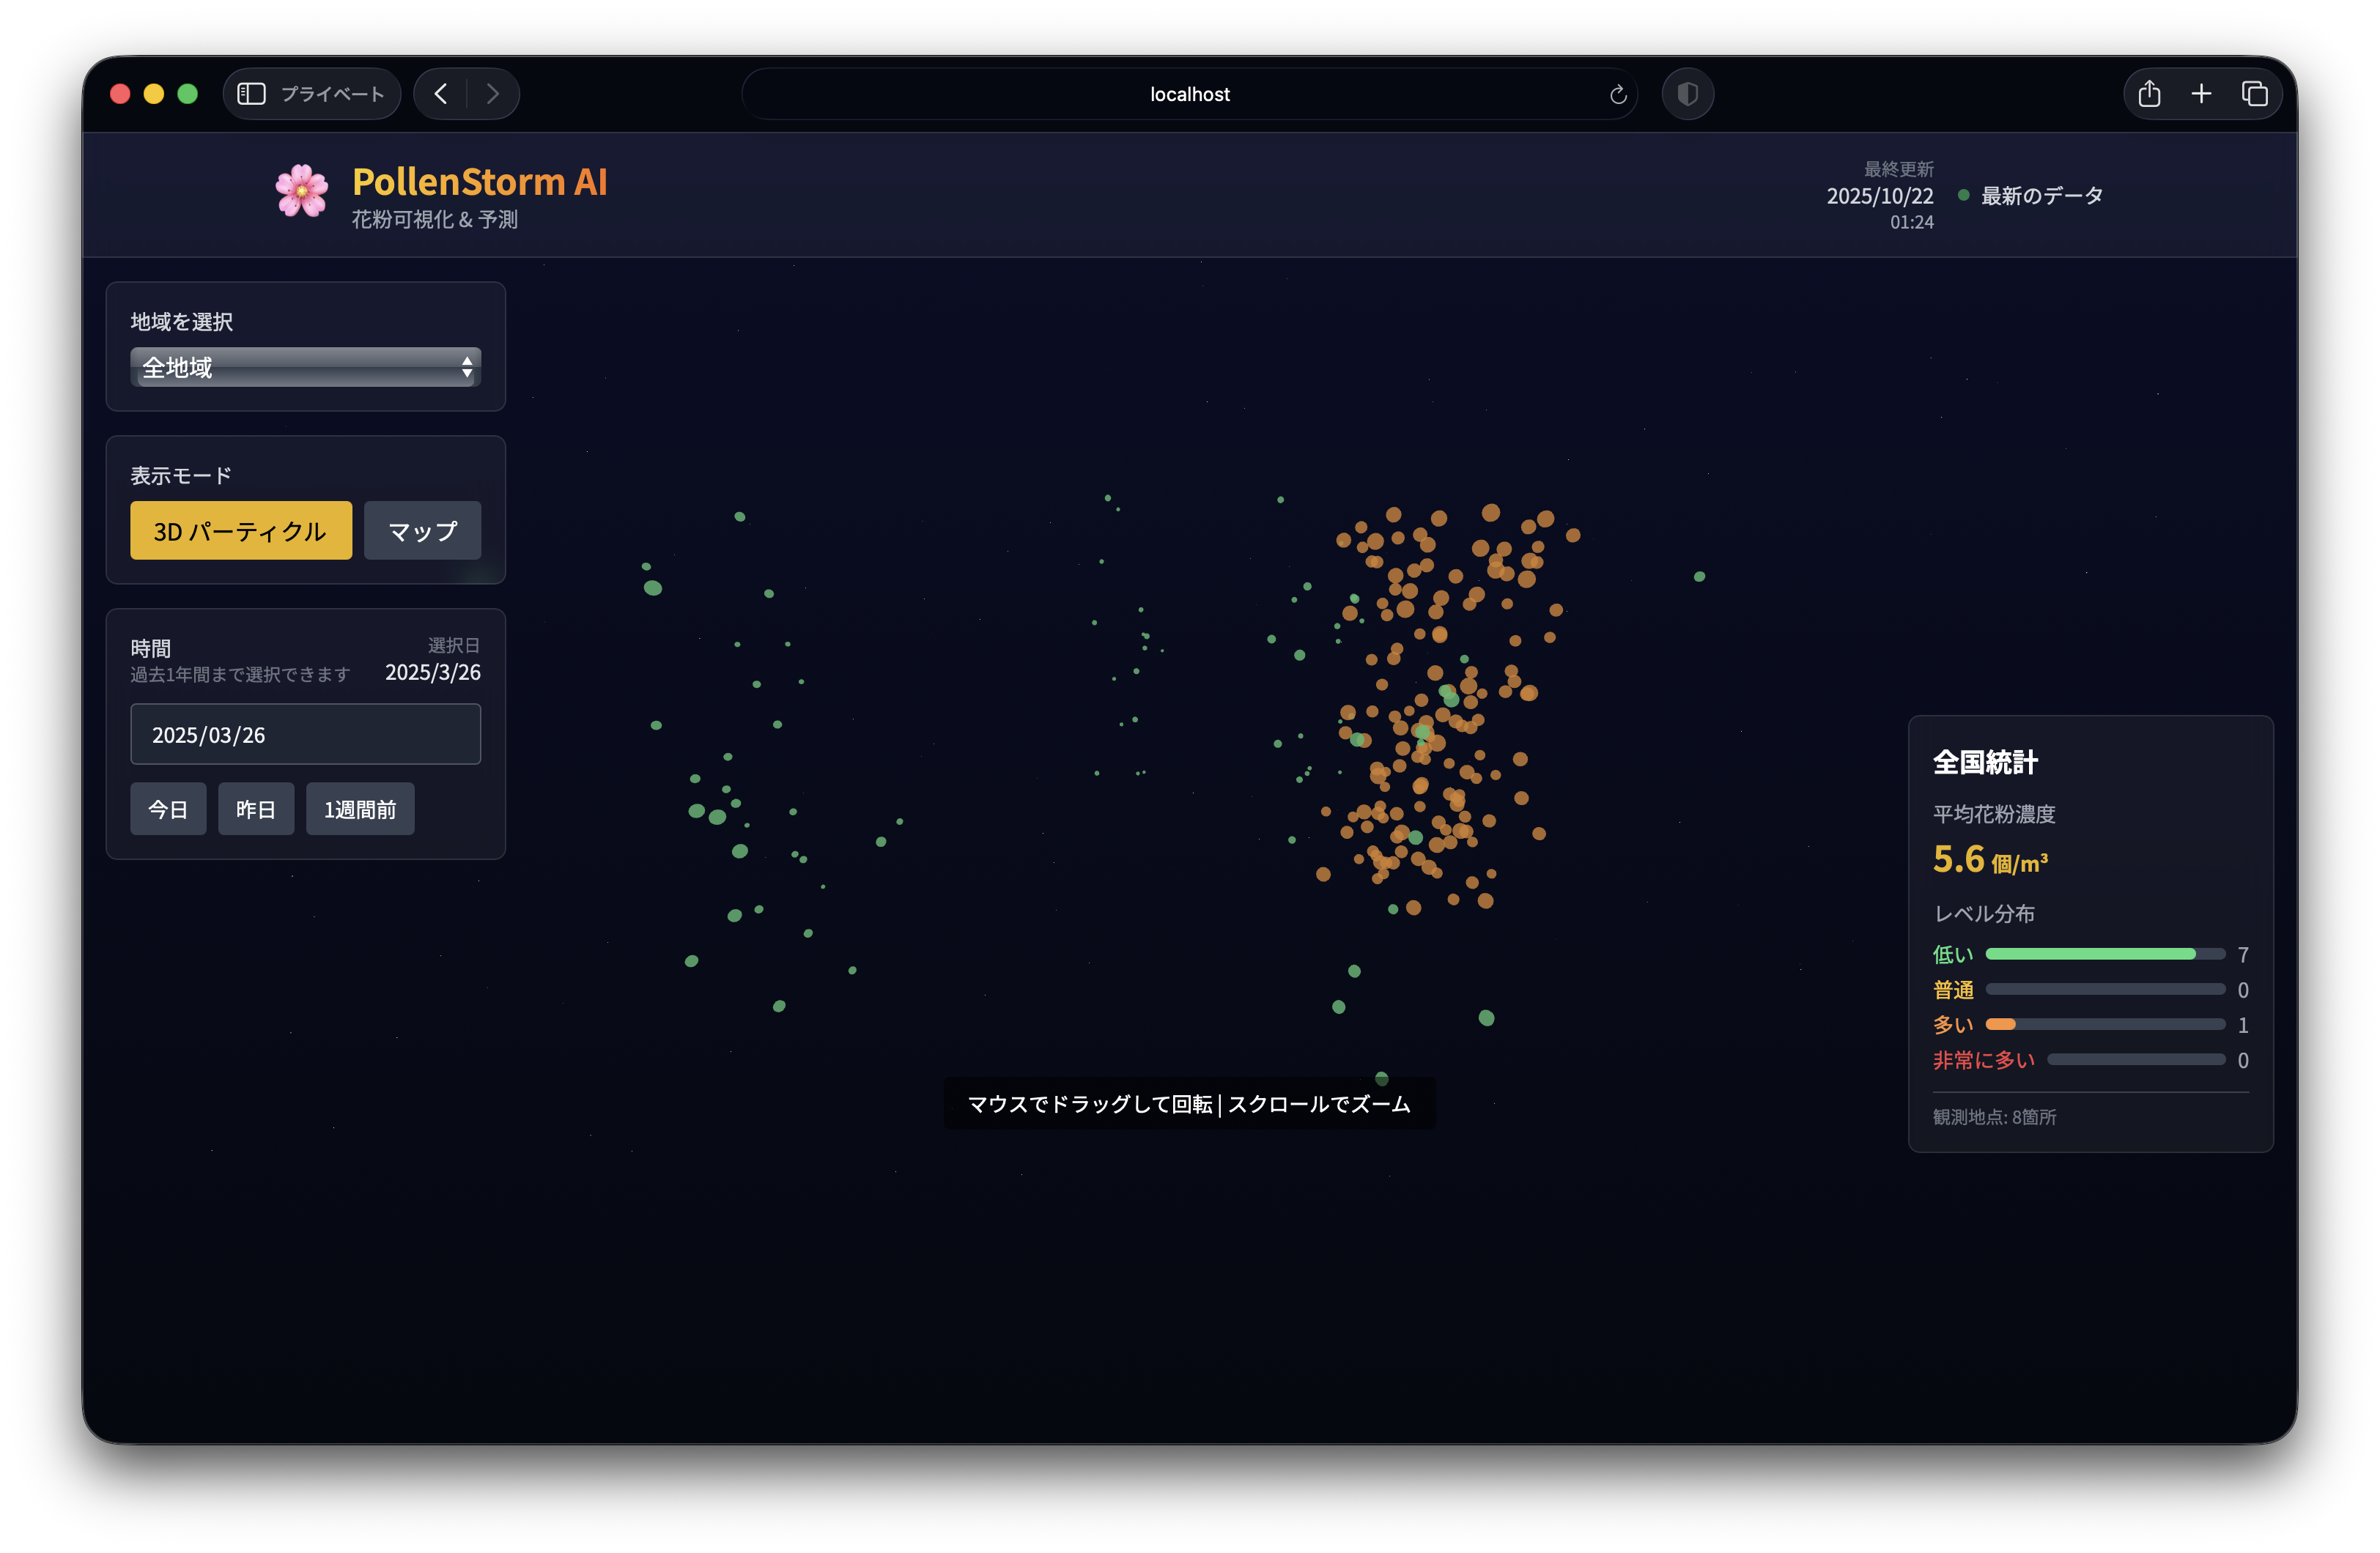 プライベート
localhost
PollenStorm AI
花粉可視化 & 予測
最終更新
2025/10/22
01:24
最新のデータ
地域を選択
全地域
表示モード
3D パーティクル
マップ
時間
過去1年間まで選択できます
選択日
2025/3/26
2025/03/26
今日
昨日
1週間前
マウスでドラッグして回転 | スクロールでズーム
全国統計
平均花粉濃度
5.6 個/m³
レベル分布
低い 7
普通 0
多い 1
非常に多い 0
観測地点: 8箇所